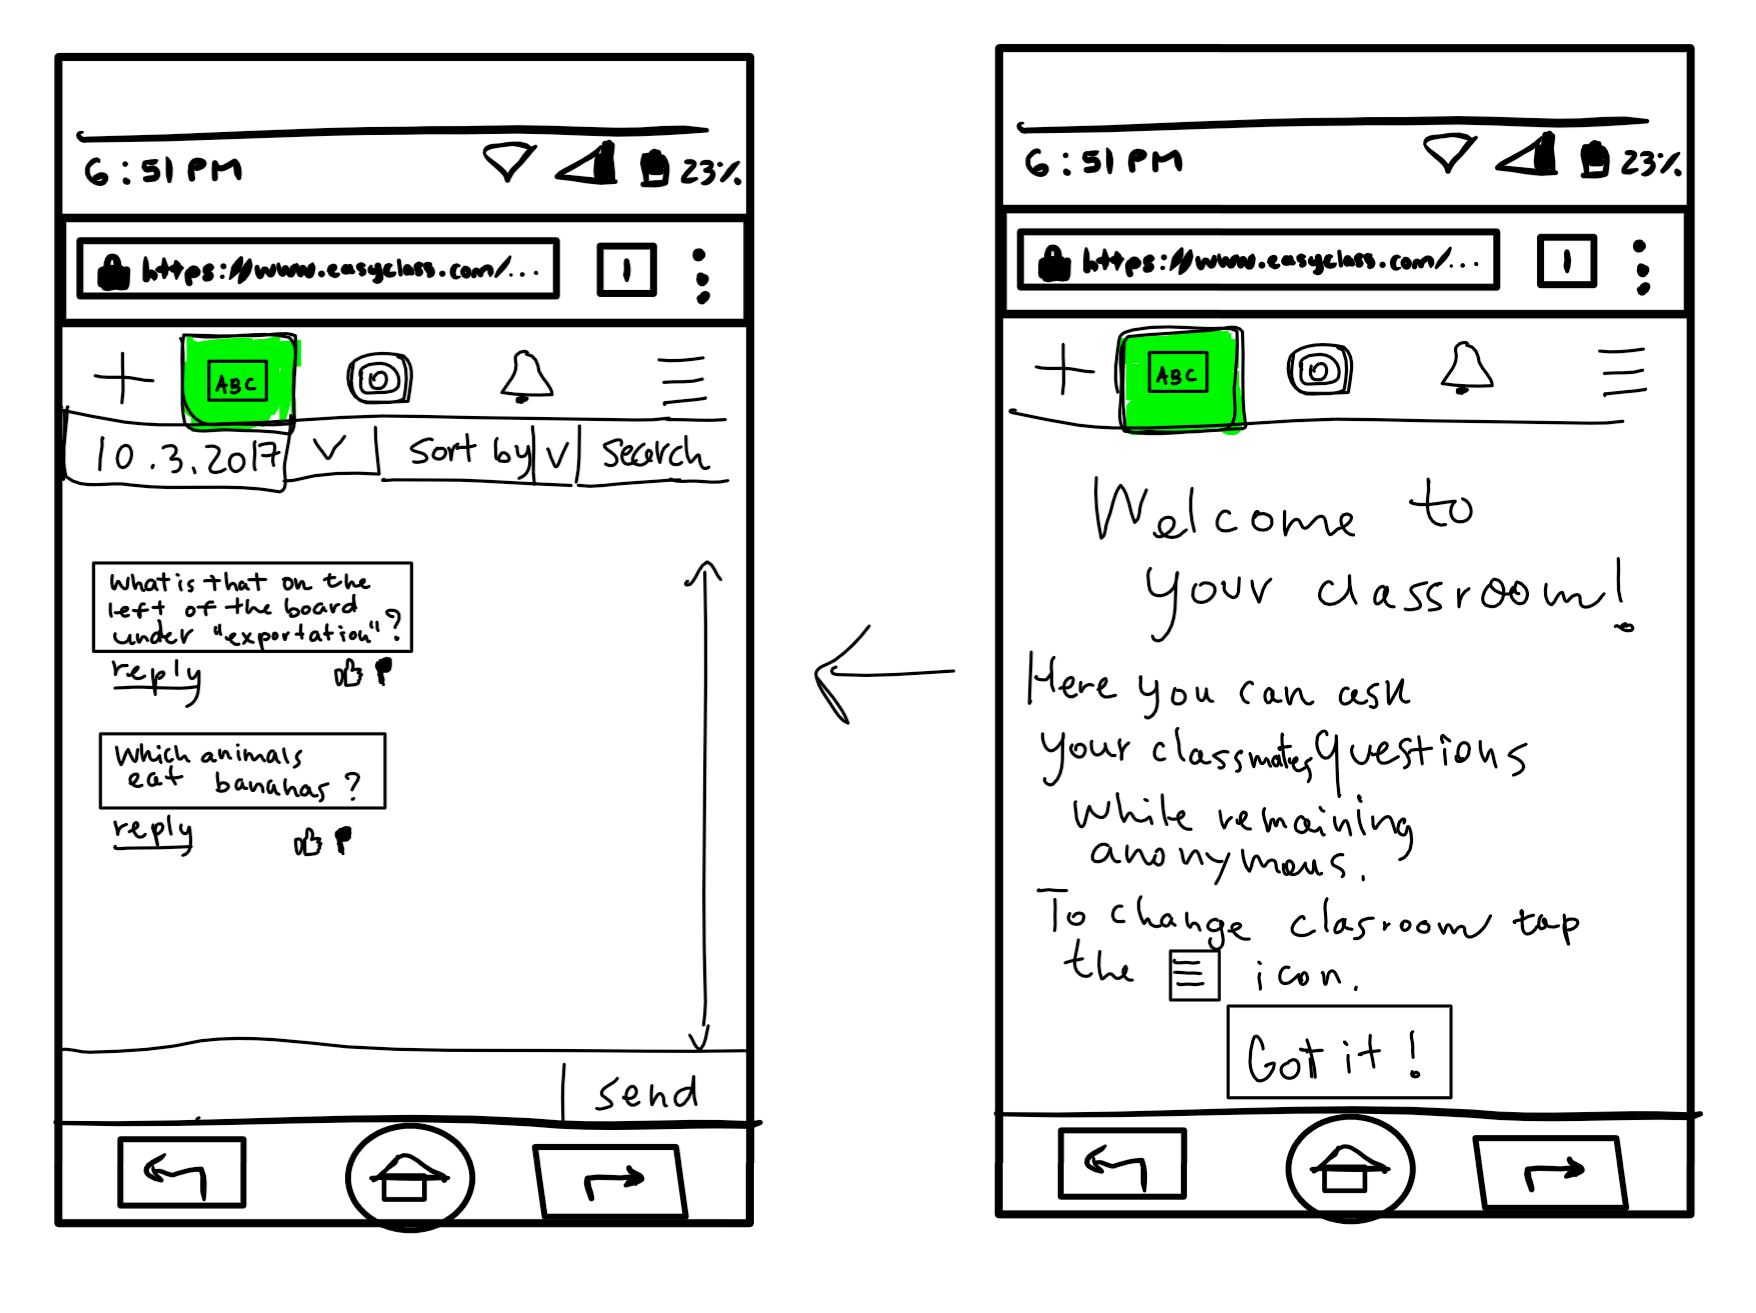 6:51 PM 23%
https://www.easyclass.com/... 1
ABC
10.3.2017 Sort by Search
What is that on the
left of the board
under "exportation"?
reply
Which animals
eat bananas?
reply
Send
6:51 PM 23%
https://www.easyclass.com/... 1
ABC
Welcome to
your classroom!
Here you can ask
your classmates questions
while remaining
anonymous.
To change clasroom tap
the icon.
Got it!